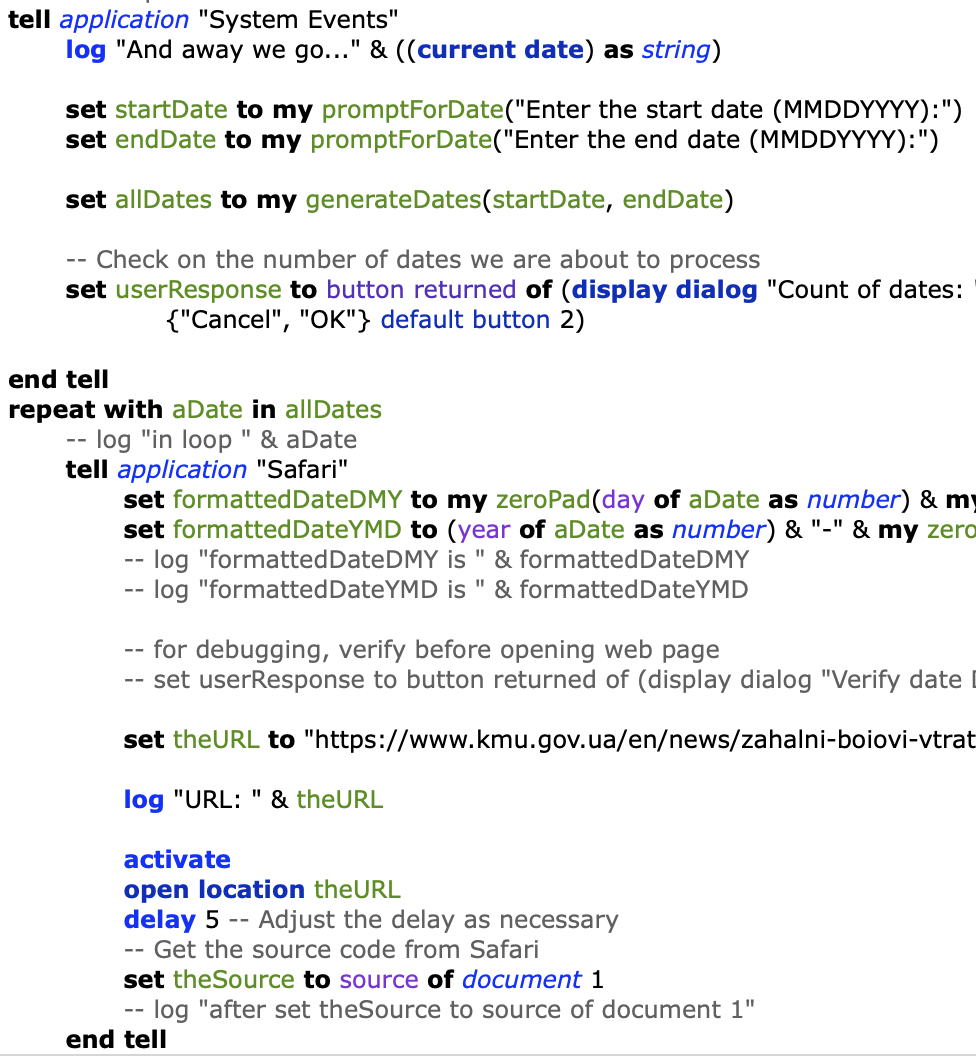 tell application "System Events"
log "And away we go..." & ((current date) as string)
set startDate to my promptForDate("Enter the start date (MMDDYYYY):")
set endDate to my promptForDate("Enter the end date (MMDDYYYY):")
set allDates to my generateDates(startDate, endDate)
-- Check on the number of dates we are about to process
set userResponse to button returned of (display dialog "Count of dates: "
{"Cancel", "OK"} default button 2)
end tell
repeat with aDate in allDates
-- log "in loop " & aDate
tell application "Safari"
set formattedDateDMY to my zeroPad(day of aDate as number) & my
set formattedDateYMD to (year of aDate as number) & "-" & my zero
-- log "formattedDateDMY is " & formattedDateDMY
-- log "formattedDateYMD is " & formattedDateYMD
-- for debugging, verify before opening web page
-- set userResponse to button returned of (display dialog "Verify date
set theURL to "https://www.kmu.gov.ua/en/news/zahalni-boiovi-vtrat
log "URL: " & theURL
activate
open location theURL
delay 5 -- Adjust the delay as necessary
-- Get the source code from Safari
set theSource to source of document 1
-- log "after set theSource to source of document 1"
end tell